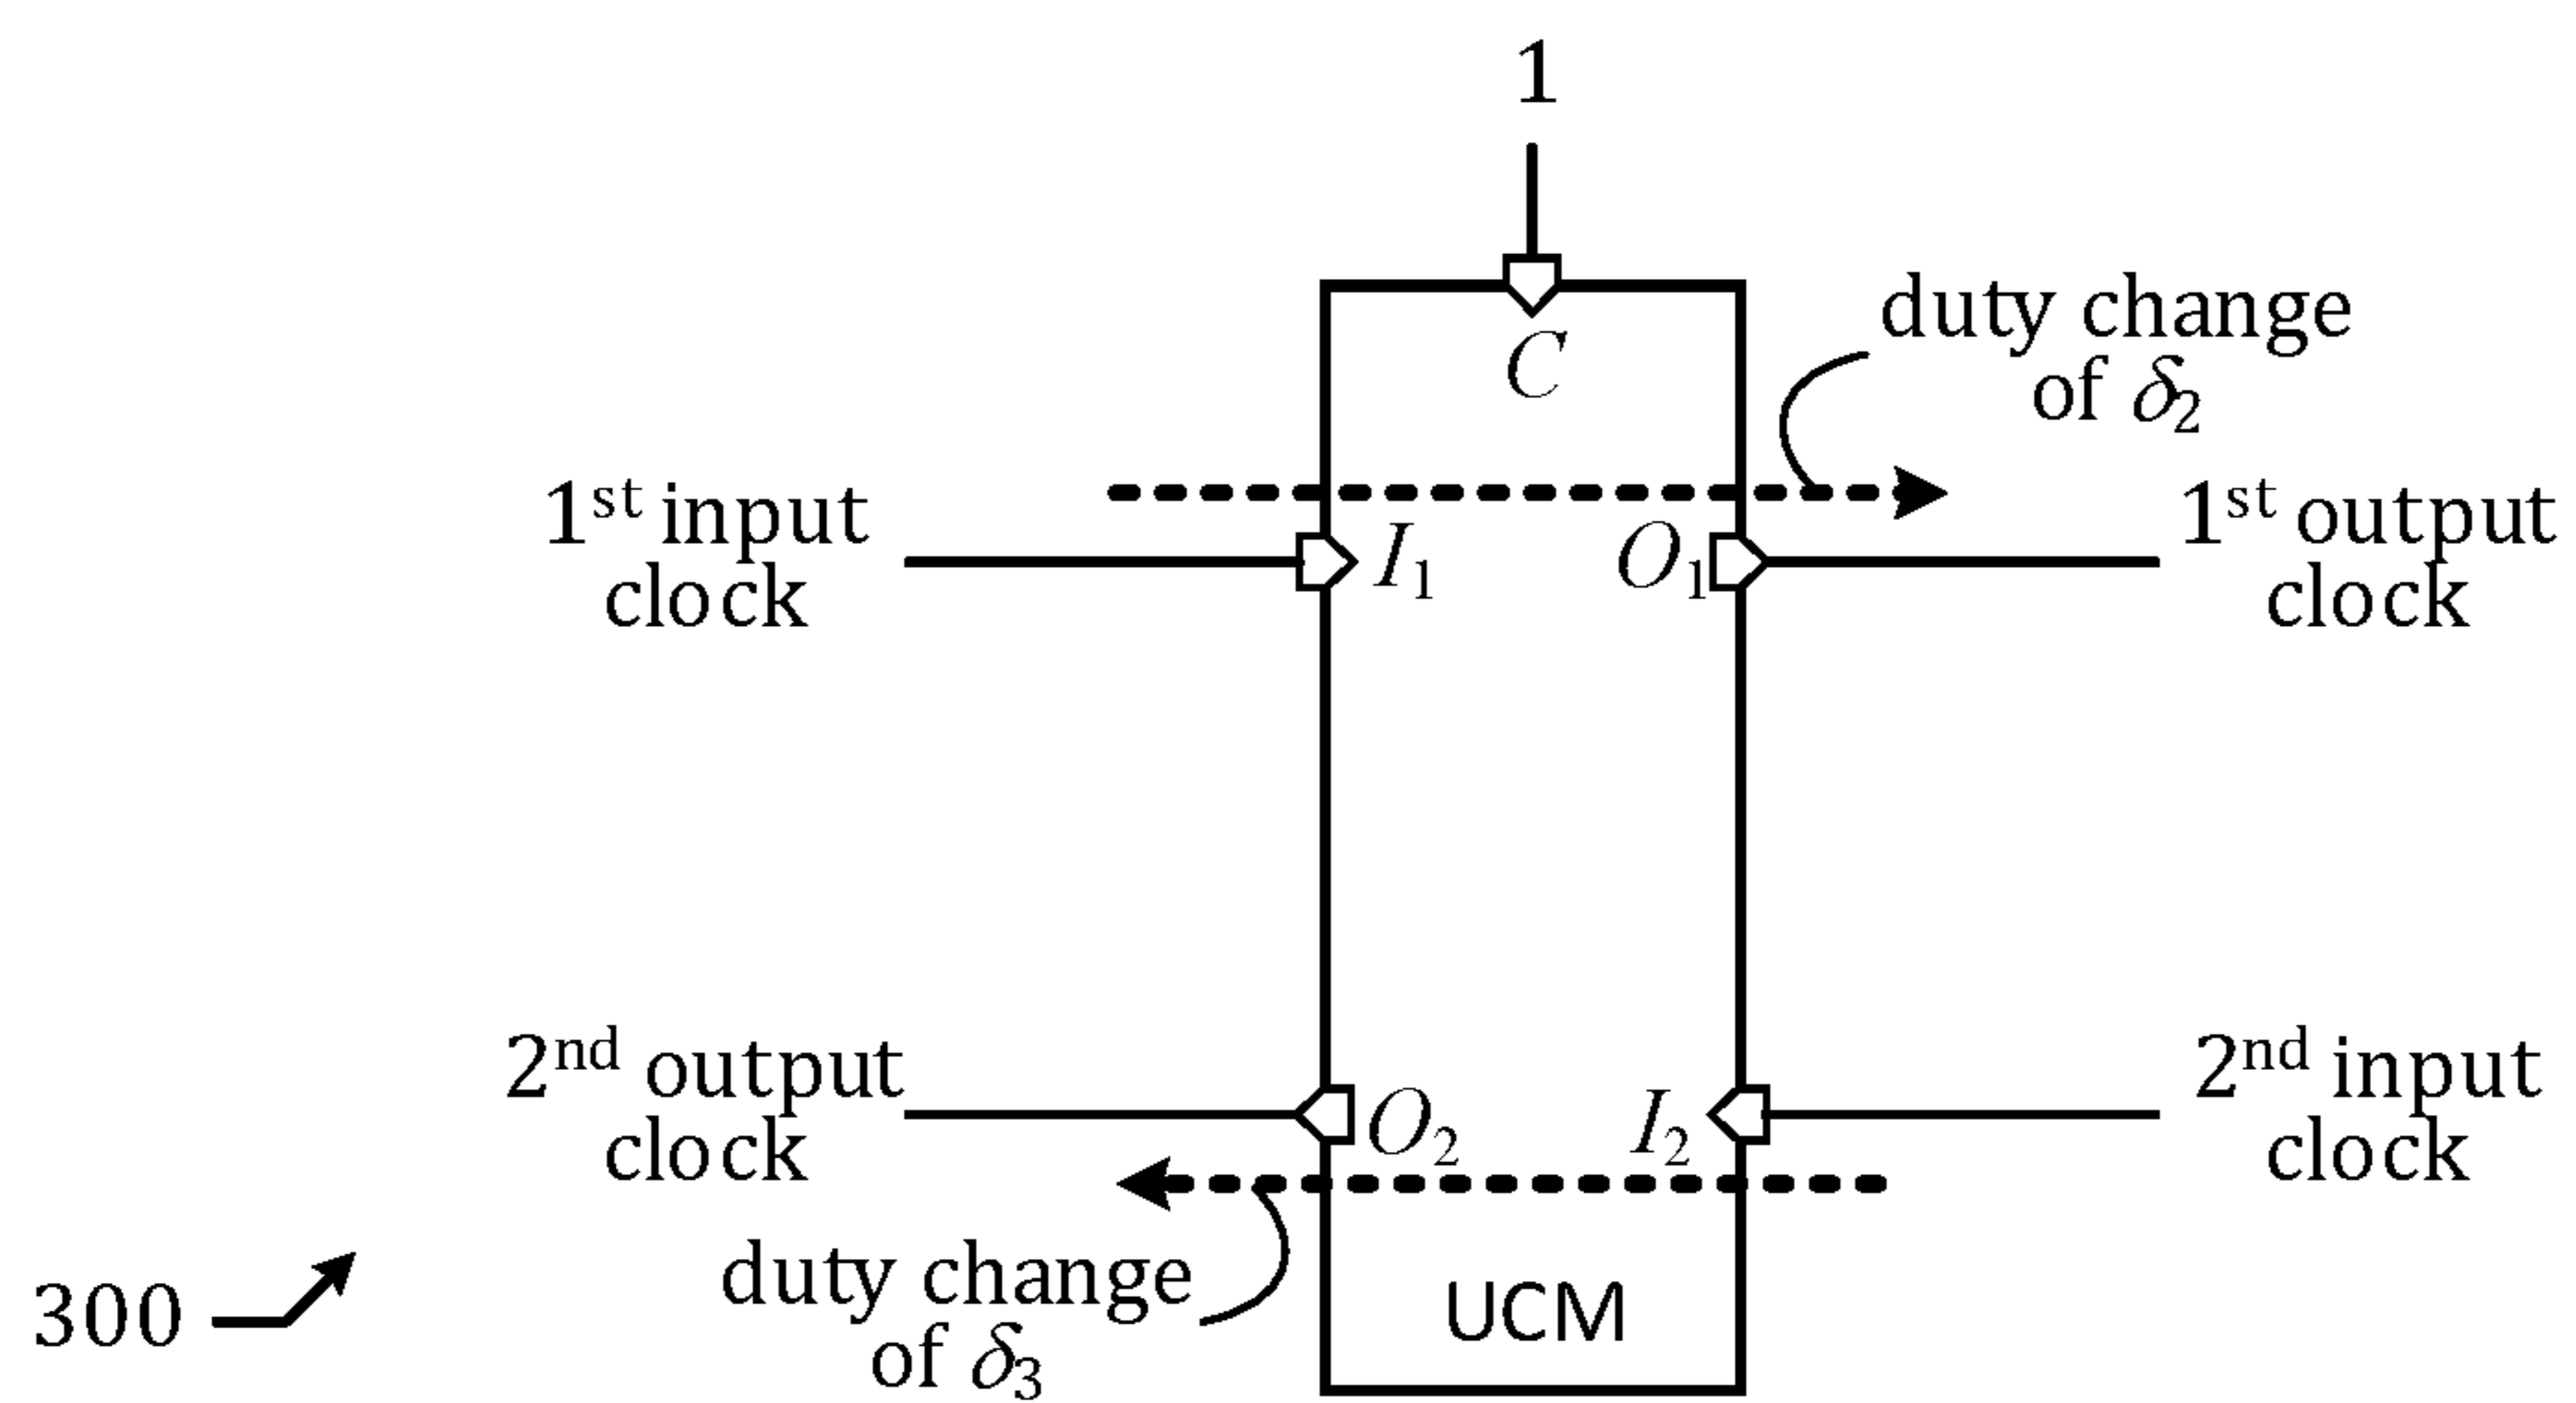 1
C
duty change
of δ2
1st input
clock
I1
O1
1st output
clock
2nd output
clock
O2
I2
2nd input
clock
duty change
of δ3
UCM
300